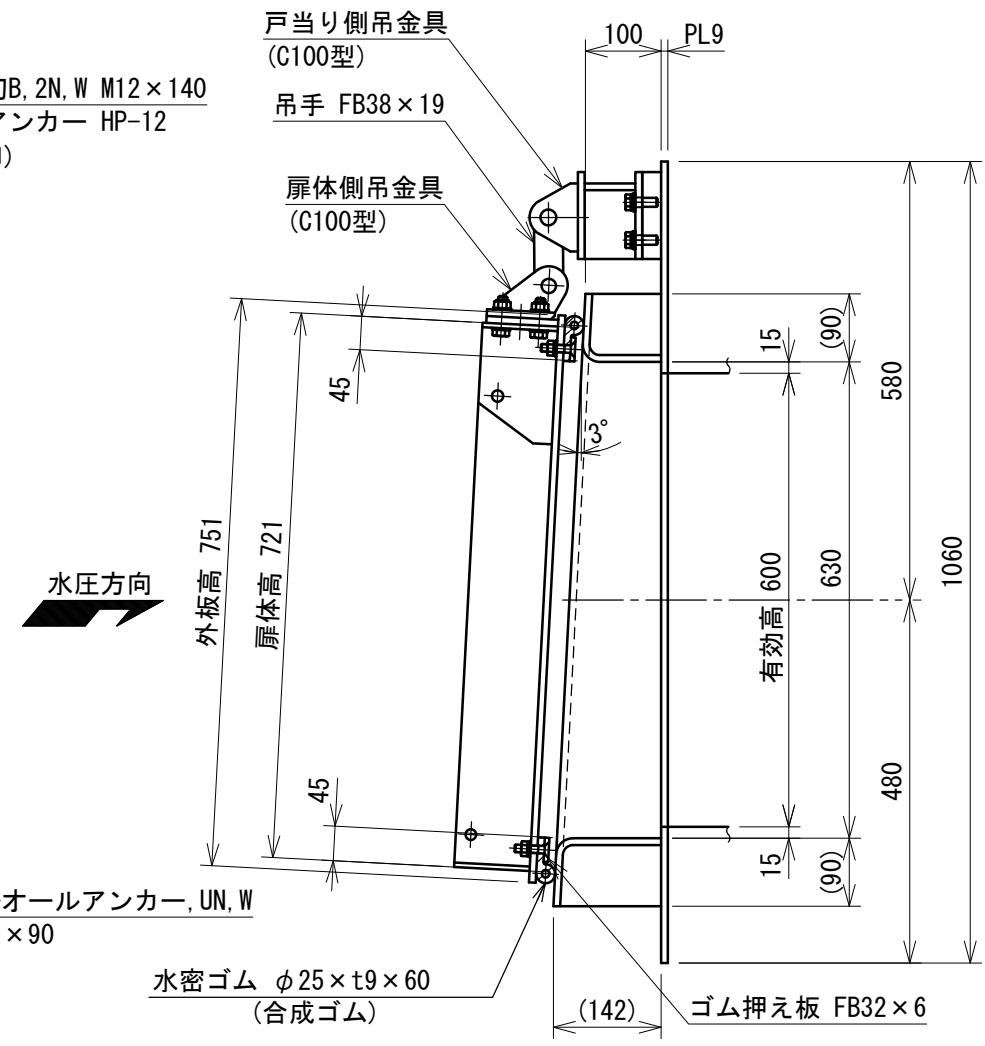 戸当り側吊金具
(C100型)
100
PL9
B, 2N, W M12×140
アンカー HP-12
吊手 FB38×19
扉体側吊金具
(C100型)
45
15
(90)
580
3°
外板高 751
扉体高 721
水圧方向
有効高 600
630
1060
45
480
15
(90)
オールアンカー, UN, W
×90
水密ゴム φ25×t9×60
(合成ゴム)
(142)
ゴム押え板 FB32×6